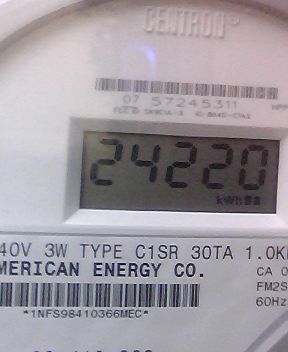 CENTRON®
07 57245311
24220
kWh
40V 3W TYPE C1SR 30TA 1.0K
MERICAN ENERGY CO.
CA 0
FM2S
60Hz
*1NFS98410366MEC*